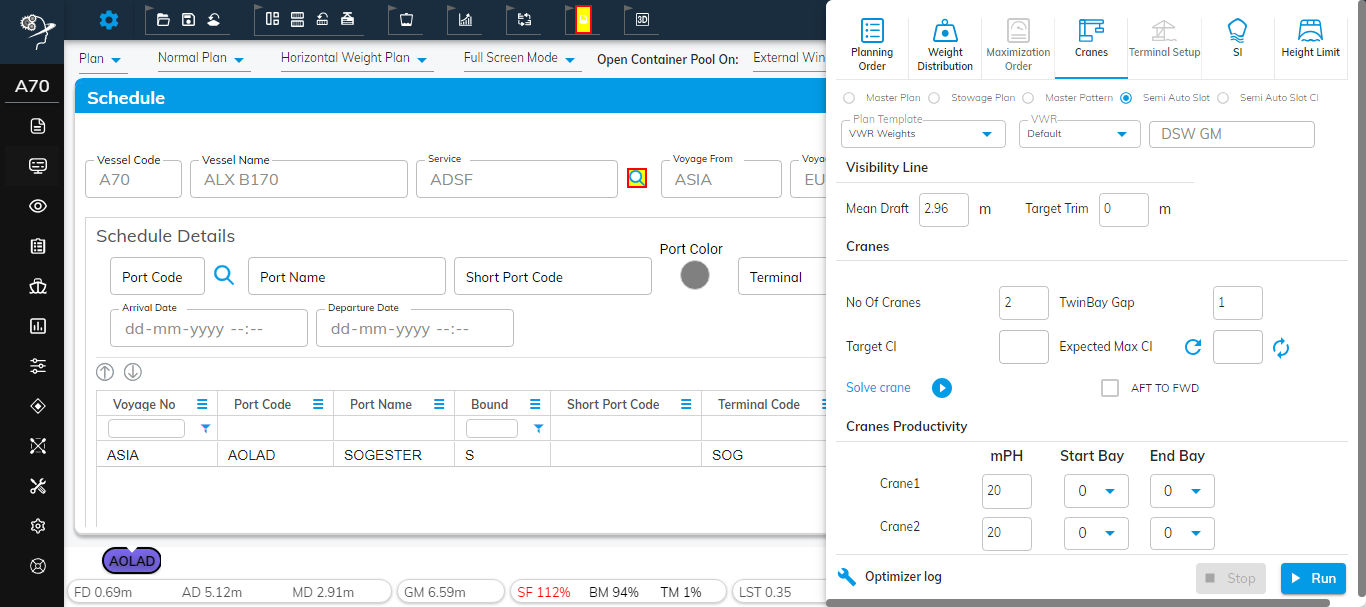 A70
3D
Plan
Normal Plan
Horizontal Weight Plan
Full Screen Mode
Open Container Pool On:
External Win
Schedule
Vessel Code
A70
Vessel Name
ALX B170
Service
ADSF
Voyage From
ASIA
Voya
EU
Schedule Details
Port Code
Port Name
Short Port Code
Port Color
Terminal
Arrival Date
dd-mm-yyyy --:--
Departure Date
dd-mm-yyyy --:--
Voyage No Port Code Port Name Bound Short Port Code Terminal Code
ASIA AOLAD SOGESTER S SOG
AOLAD
FD 0.69m AD 5.12m MD 2.91m GM 6.59m SF 112% BM 94% TM 1% LST 0.35
Planning
Order
Weight
Distribution
Maximization
Order
Cranes
Terminal Setup
SI
Height Limit
Master Plan Stowage Plan Master Pattern Semi Auto Slot Semi Auto Slot CI
Plan Template
VWR Weights
VWR
Default
DSW GM
Visibility Line
Mean Draft 2.96 m Target Trim 0 m
Cranes
No Of Cranes 2 TwinBay Gap 1
Target CI Expected Max CI
Solve crane AFT TO FWD
Cranes Productivity
mPH Start Bay End Bay
Crane1 20 0 0
Crane2 20 0 0
Optimizer log Stop Run